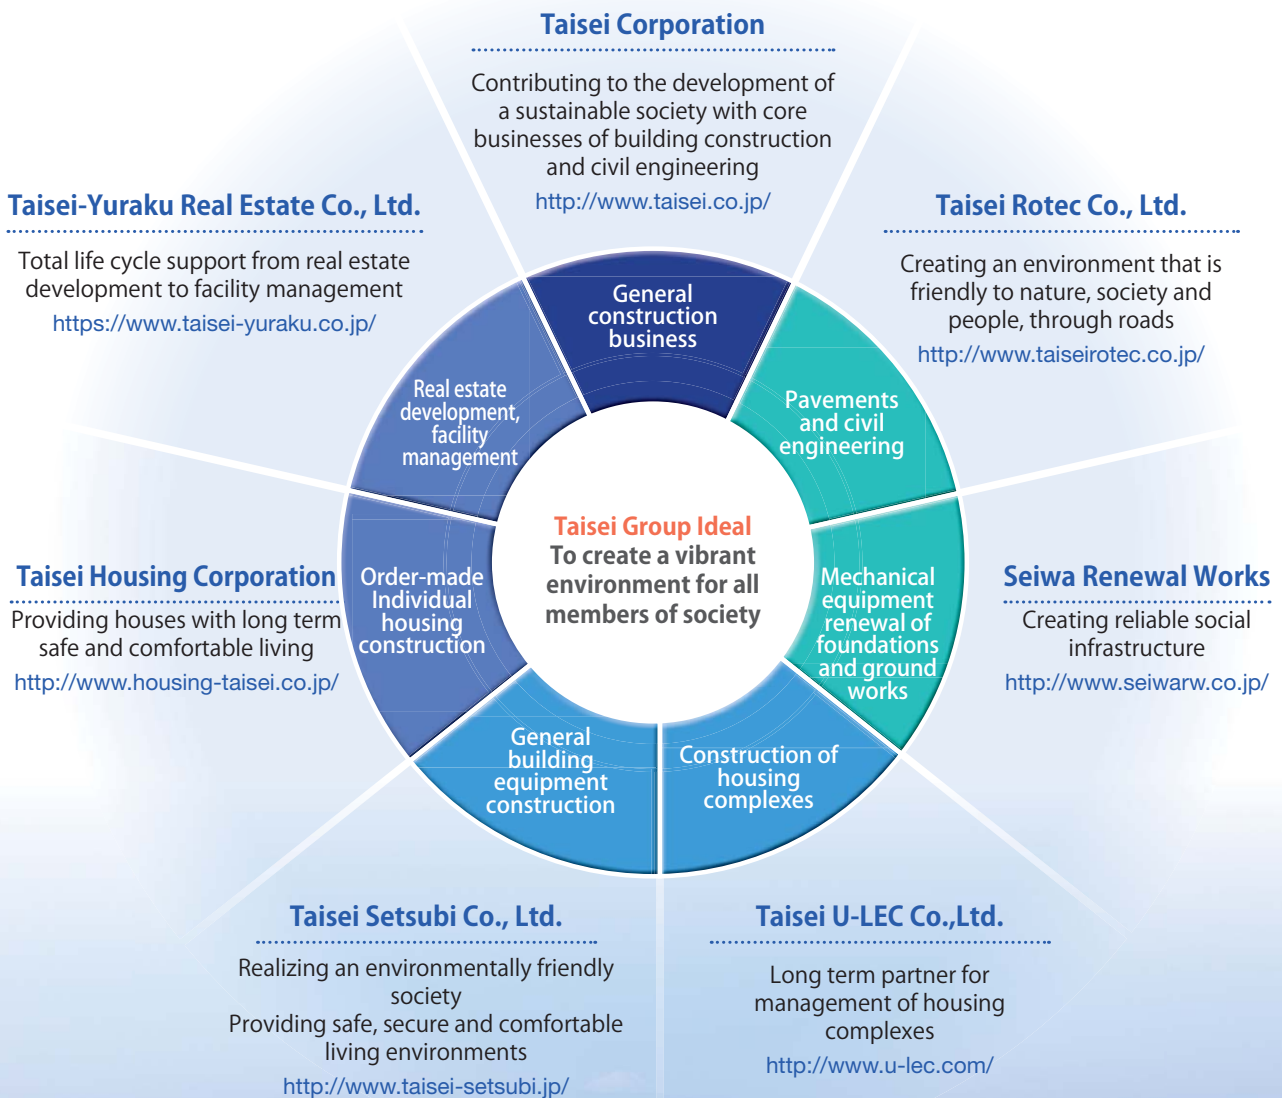 Taisei Corporation
Contributing to the development of
a sustainable society with core
businesses of building construction
and civil engineering
http://www.taisei.co.jp/
Taisei-Yuraku Real Estate Co., Ltd.
Total life cycle support from real estate
development to facility management
https://www.taisei-yuraku.co.jp/
Taisei Rotec Co., Ltd.
Creating an environment that is
friendly to nature, society and
people, through roads
http://www.taiseirotec.co.jp/
General
construction
business
Real estate
development,
facility
management
Pavements
and civil
engineering
Taisei Group Ideal
To create a vibrant
environment for all
members of society
Taisei Housing Corporation
Providing houses with long term
safe and comfortable living
http://www.housing-taisei.co.jp/
Order-made
Individual
housing
construction
Mechanical
equipment
renewal of
foundations
and ground
works
Seiwa Renewal Works
Creating reliable social
infrastructure
http://www.seiwarw.co.jp/
General
building
equipment
construction
Construction of
housing
complexes
Taisei Setsubi Co., Ltd.
Realizing an environmentally friendly
society
Providing safe, secure and comfortable
living environments
http://www.taisei-setsubi.jp/
Taisei U-LEC Co.,Ltd.
Long term partner for
management of housing
complexes
http://www.u-lec.com/